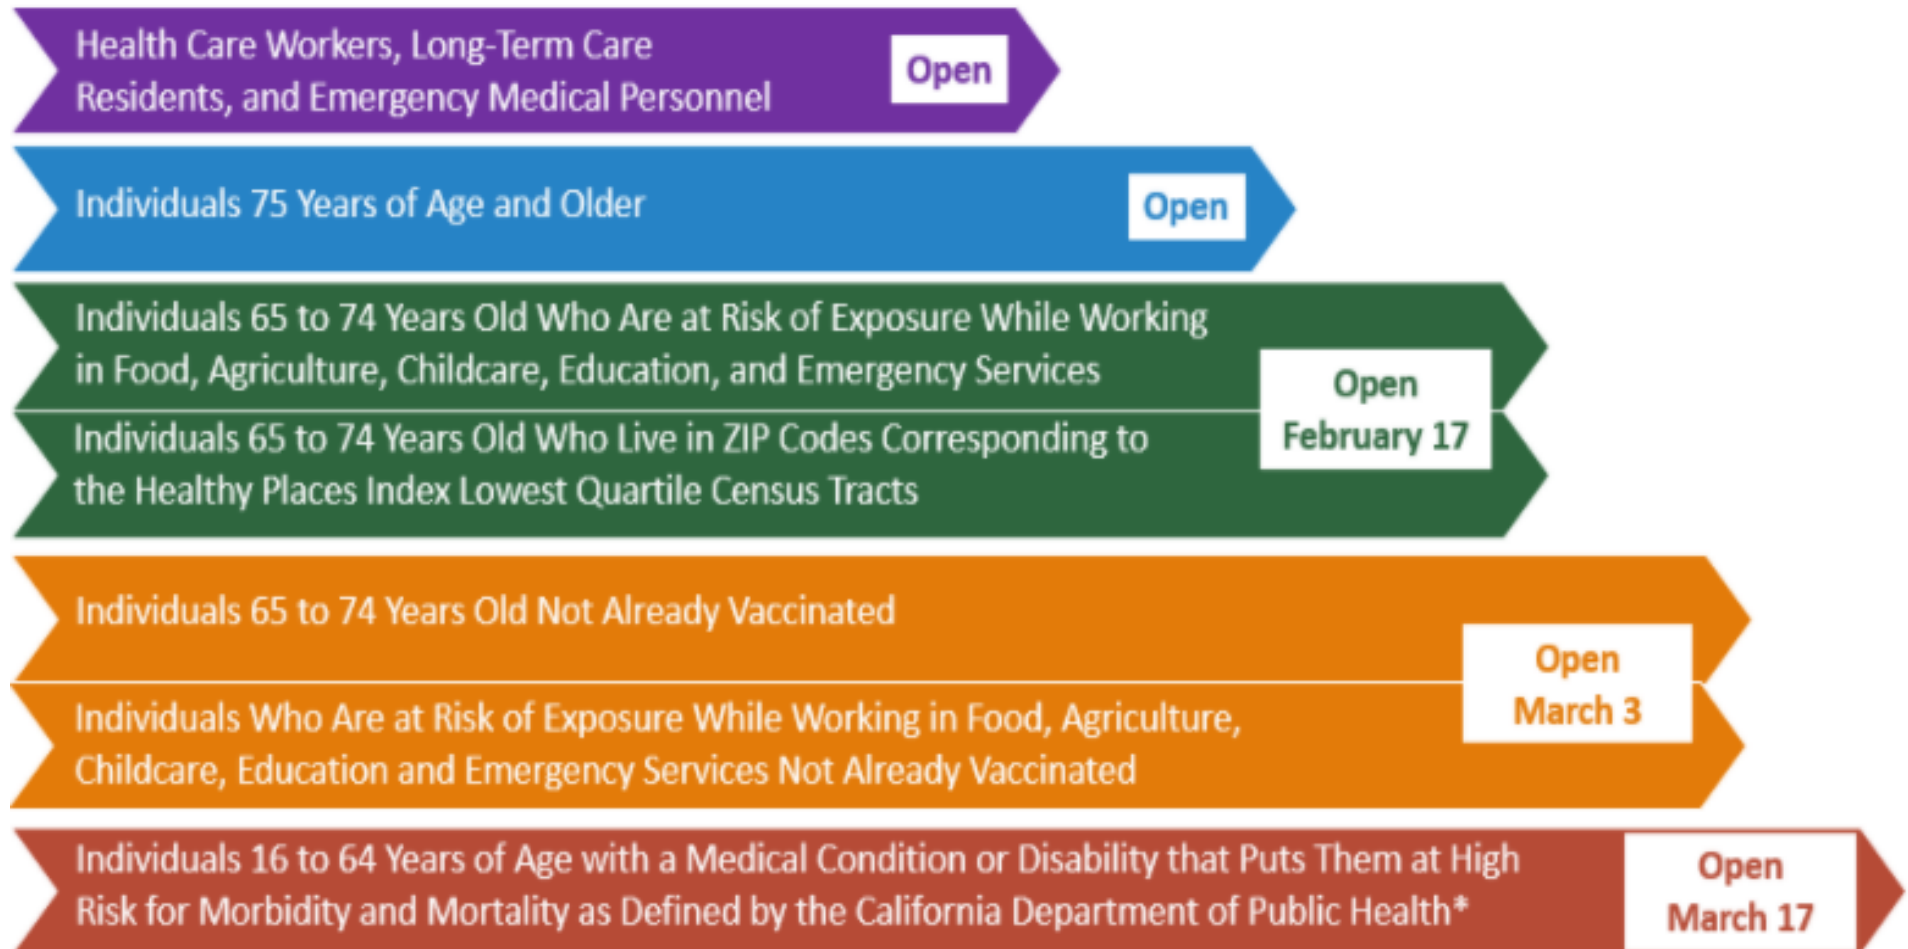 Health Care Workers, Long-Term Care
Residents, and Emergency Medical Personnel
Open
Individuals 75 Years of Age and Older
Open
Individuals 65 to 74 Years Old Who Are at Risk of Exposure While Working
in Food, Agriculture, Childcare, Education, and Emergency Services
Individuals 65 to 74 Years Old Who Live in ZIP Codes Corresponding to
the Healthy Places Index Lowest Quartile Census Tracts
Open
February 17
Individuals 65 to 74 Years Old Not Already Vaccinated
Individuals Who Are at Risk of Exposure While Working in Food, Agriculture,
Childcare, Education and Emergency Services Not Already Vaccinated
Open
March 3
Individuals 16 to 64 Years of Age with a Medical Condition or Disability that Puts Them at High
Risk for Morbidity and Mortality as Defined by the California Department of Public Health*
Open
March 17